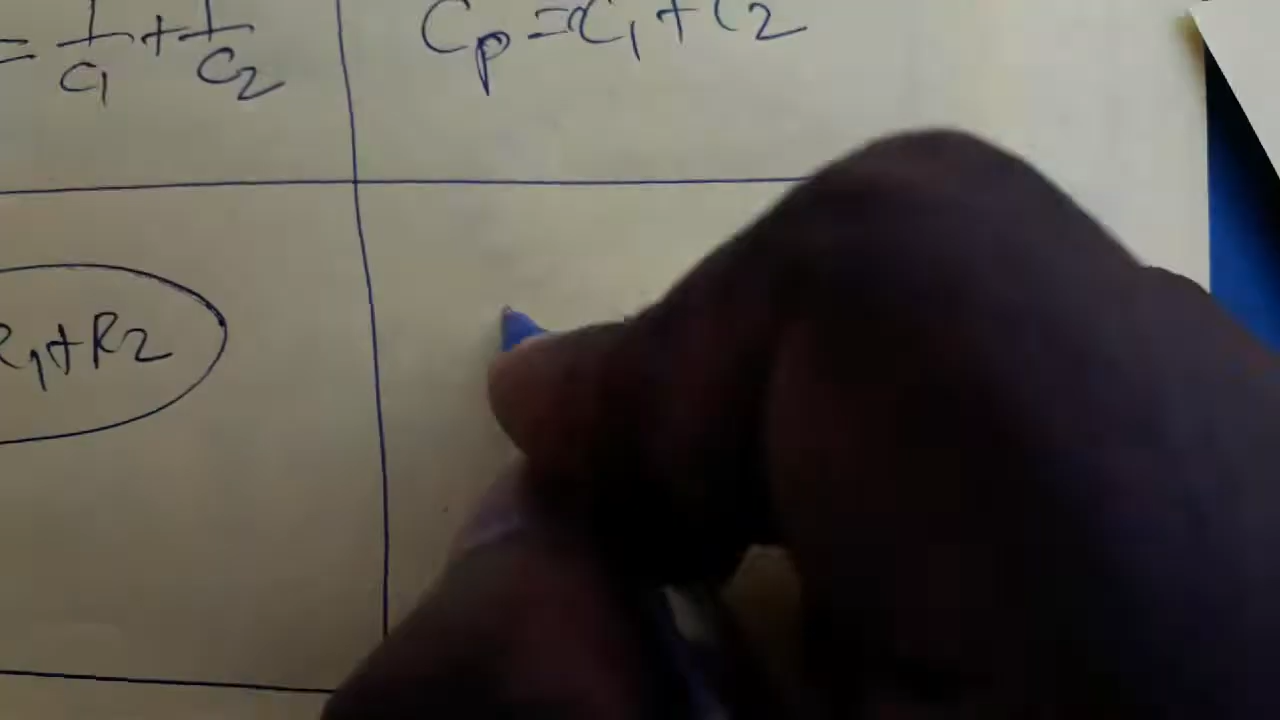 = 1/C1 + 1/C2
Cp = C1 + C2
R1 + R2